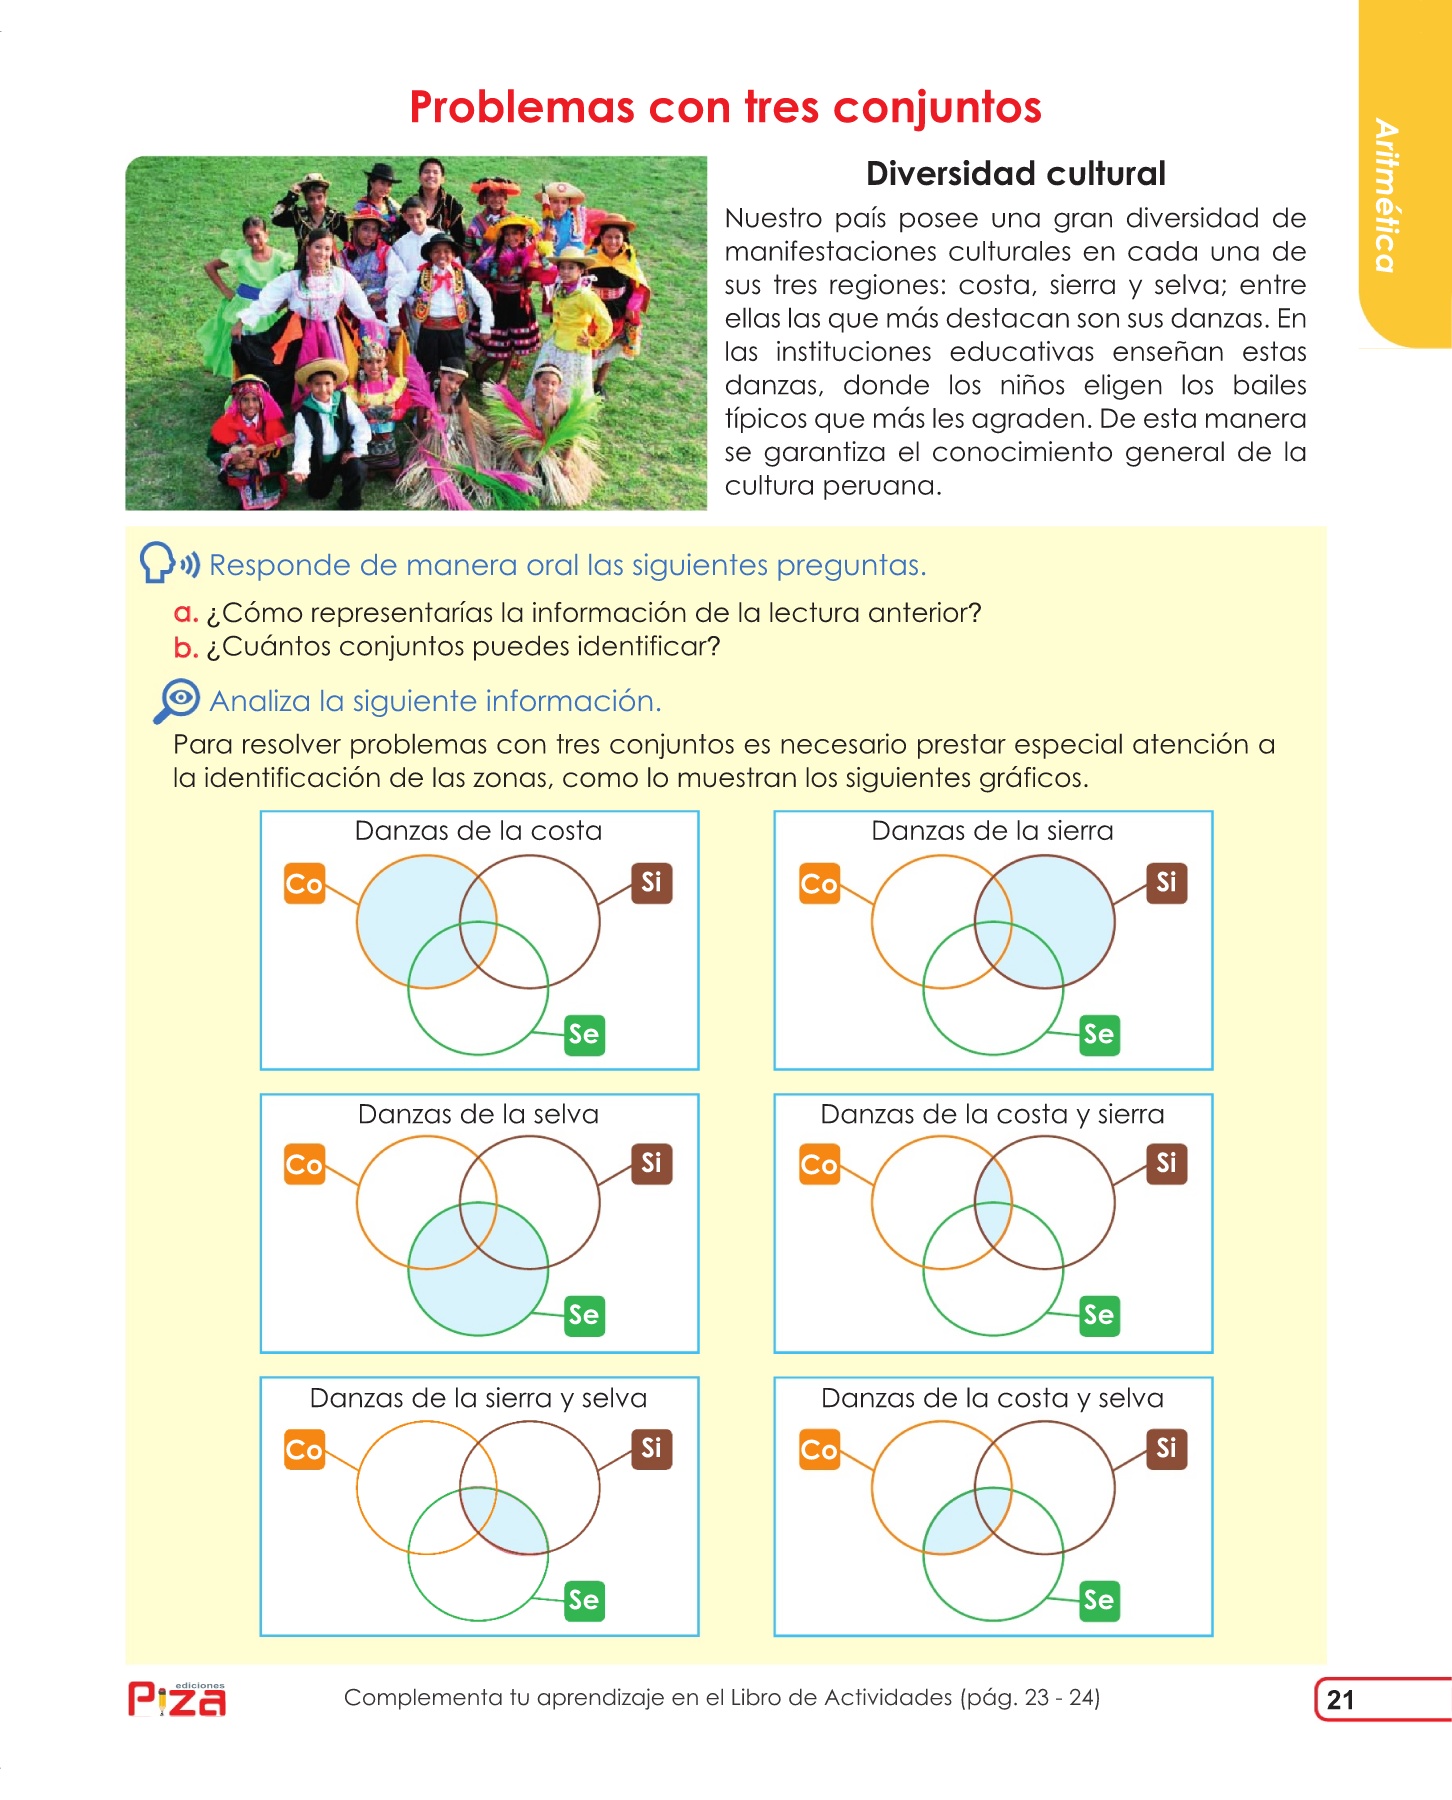 Aritmética
Problemas con tres conjuntos
Diversidad cultural
Nuestro país posee una gran diversidad de
manifestaciones culturales en cada una de
sus tres regiones: costa, sierra y selva; entre
ellas las que más destacan son sus danzas. En
las instituciones educativas enseñan estas
danzas, donde los niños eligen los bailes
típicos que más les agraden. De esta manera
se garantiza el conocimiento general de la
cultura peruana.
Responde de manera oral las siguientes preguntas.
a. ¿Cómo representarías la información de la lectura anterior?
b. ¿Cuántos conjuntos puedes identificar?
Analiza la siguiente información.
Para resolver problemas con tres conjuntos es necesario prestar especial atención a
la identificación de las zonas, como lo muestran los siguientes gráficos.
Danzas de la costa
Co
Si
Se
Danzas de la sierra
Co
Si
Se
Danzas de la selva
Co
Si
Se
Danzas de la costa y sierra
Co
Si
Se
Danzas de la sierra y selva
Co
Si
Se
Danzas de la costa y selva
Co
Si
Se
ediciones
Piza
Complementa tu aprendizaje en el Libro de Actividades (pág. 23 - 24)
21